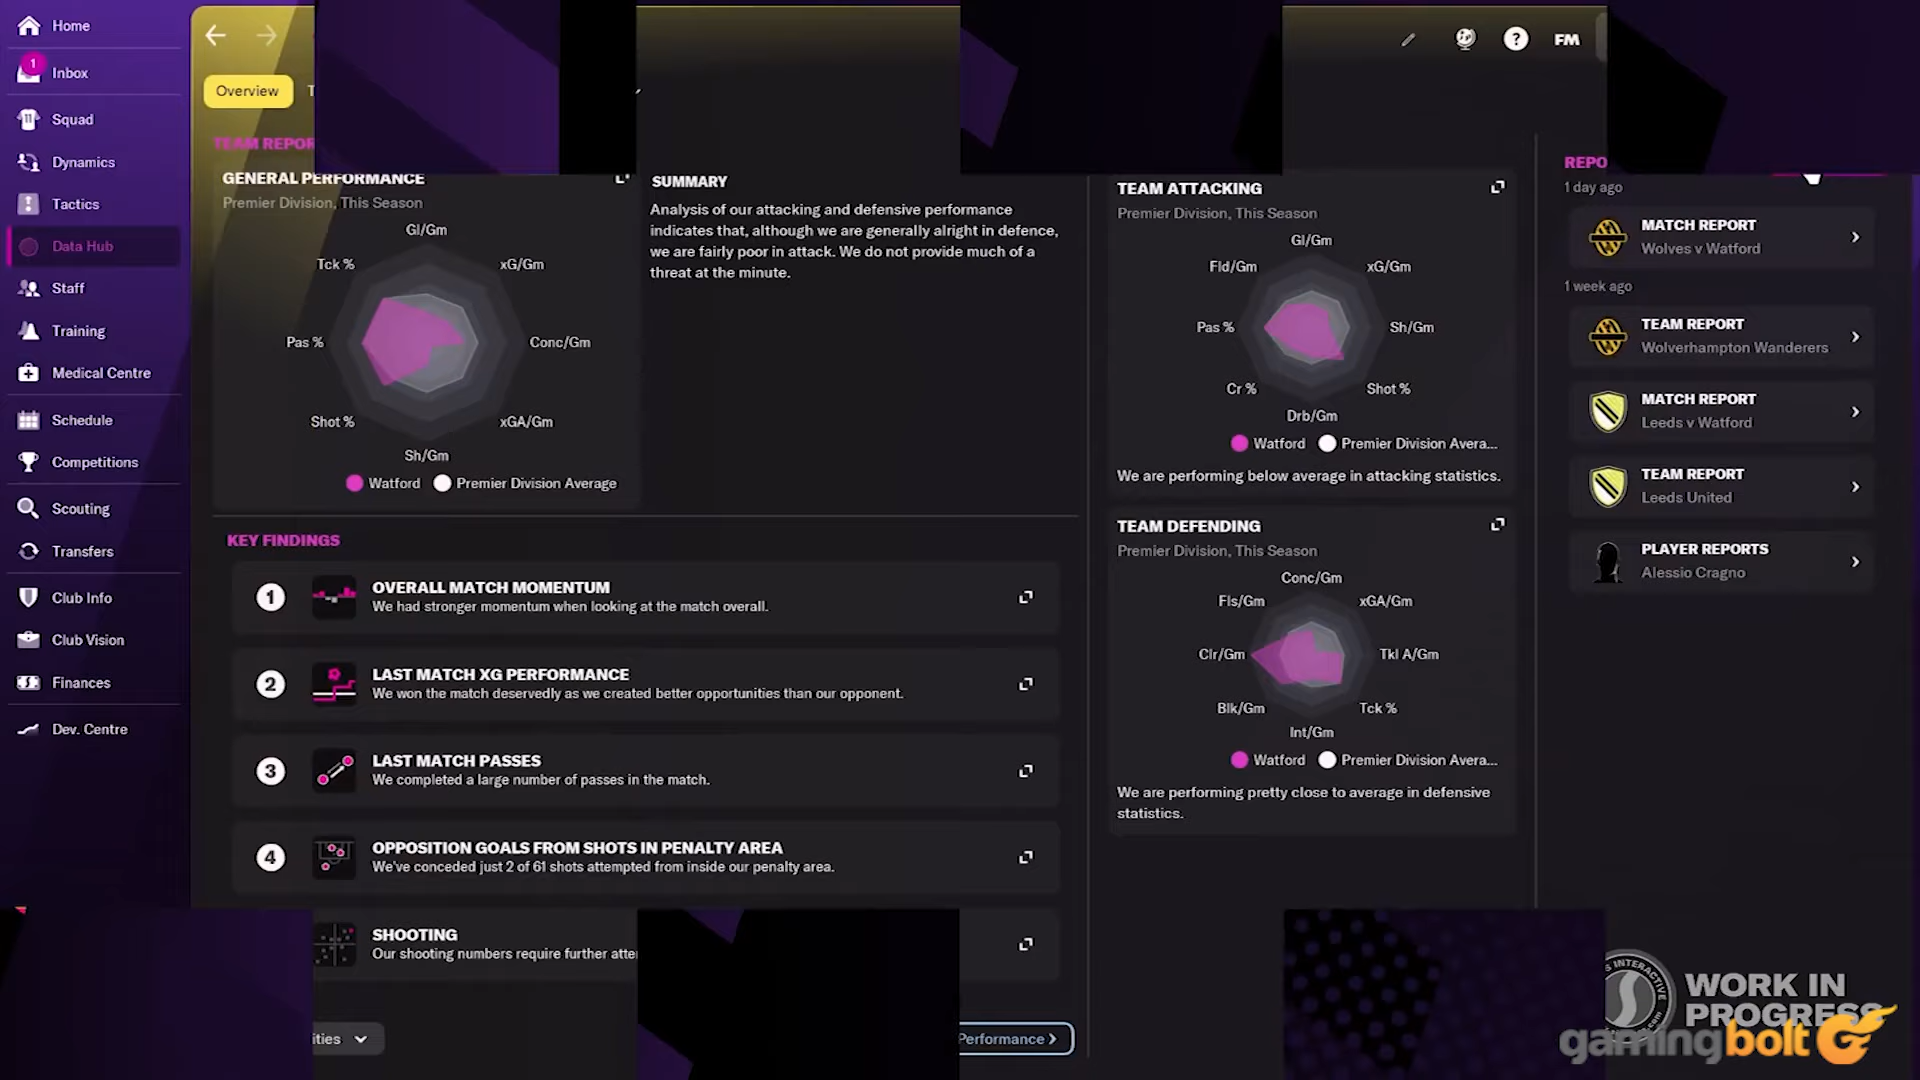 Home
1
Inbox
Squad
Dynamics
Tactics
Data Hub
Staff
Training
Medical Centre
Schedule
Competitions
Scouting
Transfers
Club Info
Club Vision
Finances
Dev. Centre
?
FM
Overview
T
TEAM REPOR
GENERAL PERFORMANCE
Premier Division, This Season
Gl/Gm
xG/Gm
Conc/Gm
xGA/Gm
Sh/Gm
Shot %
Pas %
Tck %
Watford
Premier Division Average
SUMMARY
Analysis of our attacking and defensive performance
indicates that, although we are generally alright in defence,
we are fairly poor in attack. We do not provide much of a
threat at the minute.
KEY FINDINGS
1
OVERALL MATCH MOMENTUM
We had stronger momentum when looking at the match overall.
2
LAST MATCH XG PERFORMANCE
We won the match deservedly as we created better opportunities than our opponent.
3
LAST MATCH PASSES
We completed a large number of passes in the match.
4
OPPOSITION GOALS FROM SHOTS IN PENALTY AREA
We've conceded just 2 of 61 shots attempted from inside our penalty area.
SHOOTING
Our shooting numbers require further atte
ities
Performance
TEAM ATTACKING
Premier Division, This Season
Gl/Gm
xG/Gm
Sh/Gm
Shot %
Drb/Gm
Cr %
Pas %
Fld/Gm
Watford
Premier Division Avera...
We are performing below average in attacking statistics.
TEAM DEFENDING
Premier Division, This Season
Conc/Gm
xGA/Gm
Tkl A/Gm
Tck %
Int/Gm
Blk/Gm
Clr/Gm
Fls/Gm
Watford
Premier Division Avera...
We are performing pretty close to average in defensive
statistics.
REPO
1 day ago
MATCH REPORT
Wolves v Watford
1 week ago
TEAM REPORT
Wolverhampton Wanderers
MATCH REPORT
Leeds v Watford
TEAM REPORT
Leeds United
PLAYER REPORTS
Alessio Cragno
S INTERACTIVE
WORK IN
PROGRESS
gamingbolt